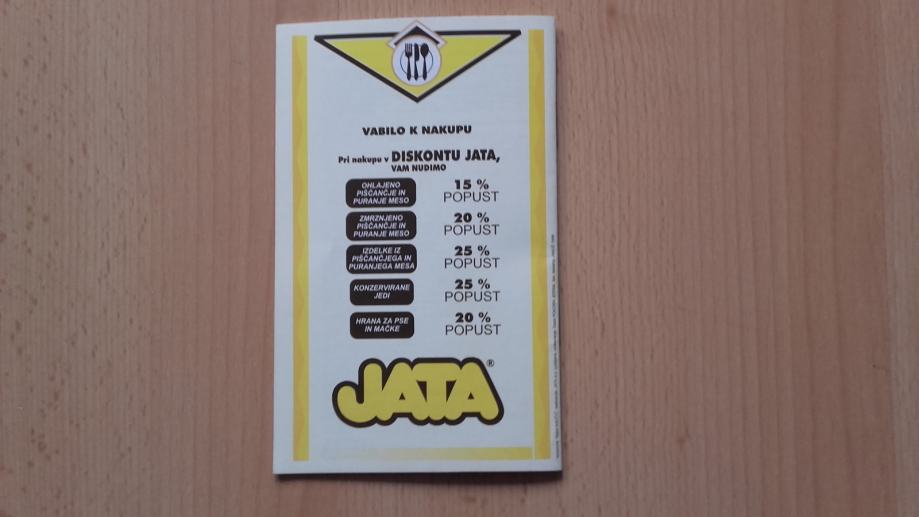 VABILO K NAKUPU
Pri nakupu v DISKONTU JATA,
VAM NUDIMO
OHLAJENO
PIŠČANČJE IN
PURANJE MESO
15 %
POPUST
ZMRZNJENO
PIŠČANČJE IN
PURANJE MESO
20 %
POPUST
IZDELKE IZ
PIŠČANČJEGA IN
PURANJEGA MESA
25 %
POPUST
KONZERVIRANE
JEDI
25 %
POPUST
HRANA ZA PSE
IN MAČKE
20 %
POPUST
JATA®